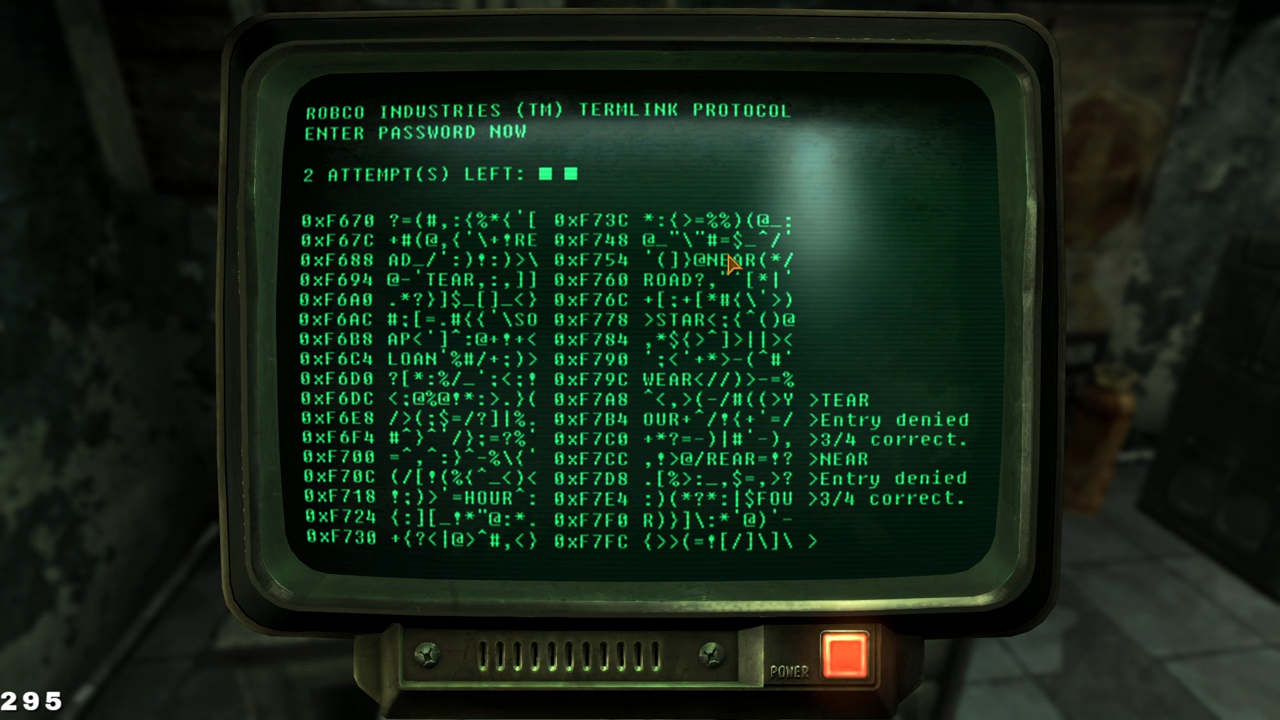 ROBCO INDUSTRIES (TM) TERMLINK PROTOCOL
ENTER PASSWORD NOW
2 ATTEMPT(S) LEFT: ■ ■
0xF670 ?=(#,:{%*{'[ 0xF73C *:{>=%%)(@_:
0xF67C +#(@,{'\+!RE 0xF748 @_"\"#=$_^/'
0xF688 AD_/':)!:)>\ 0xF754 '(]}@NEAR(*/
0xF694 @-'TEAR,:,]] 0xF760 ROAD?, [*|'
0xF6A0 .*?}]$_[]_<} 0xF76C +[;+[*#{\'>)
0xF6AC #;[=.#{{'\SO 0xF778 >STAR<;{^()@
0xF6B8 AP<']^:@+!+< 0xF784 ,*${>^]>||><
0xF6C4 LOAN'%#/+;)> 0xF790 ';<'+*>-(^#'
0xF6D0 ?[*:%/_';<;! 0xF79C WEAR<//)>-=%
0xF6DC <;@%@!*:>.}( 0xF7A8 ^<,>(-/#((>Y >TEAR
0xF6E8 />(;$=/?]|%. 0xF7B4 OUR+^/!{+'=/ >Entry denied
0xF6F4 #^}^'/};=?%. 0xF7C0 +*?=-)|#'-), >3/4 correct.
0xF700 =^,^:}^-%\{' 0xF7CC ,!>@/REAR=!? >NEAR
0xF70C (/[!(%{^_<)< 0xF7D8 .[%>:_,$=,>? >Entry denied
0xF718 !;)>'=HOUR^: 0xF7E4 :)(*?*:|$FOU >3/4 correct.
0xF724 {:][_!*"@:*. 0xF7F0 R)}]\:*'@)'-
0xF730 +{?<|@>^#,<} 0xF7FC {>>(=![/]\]\ >
POWER
295